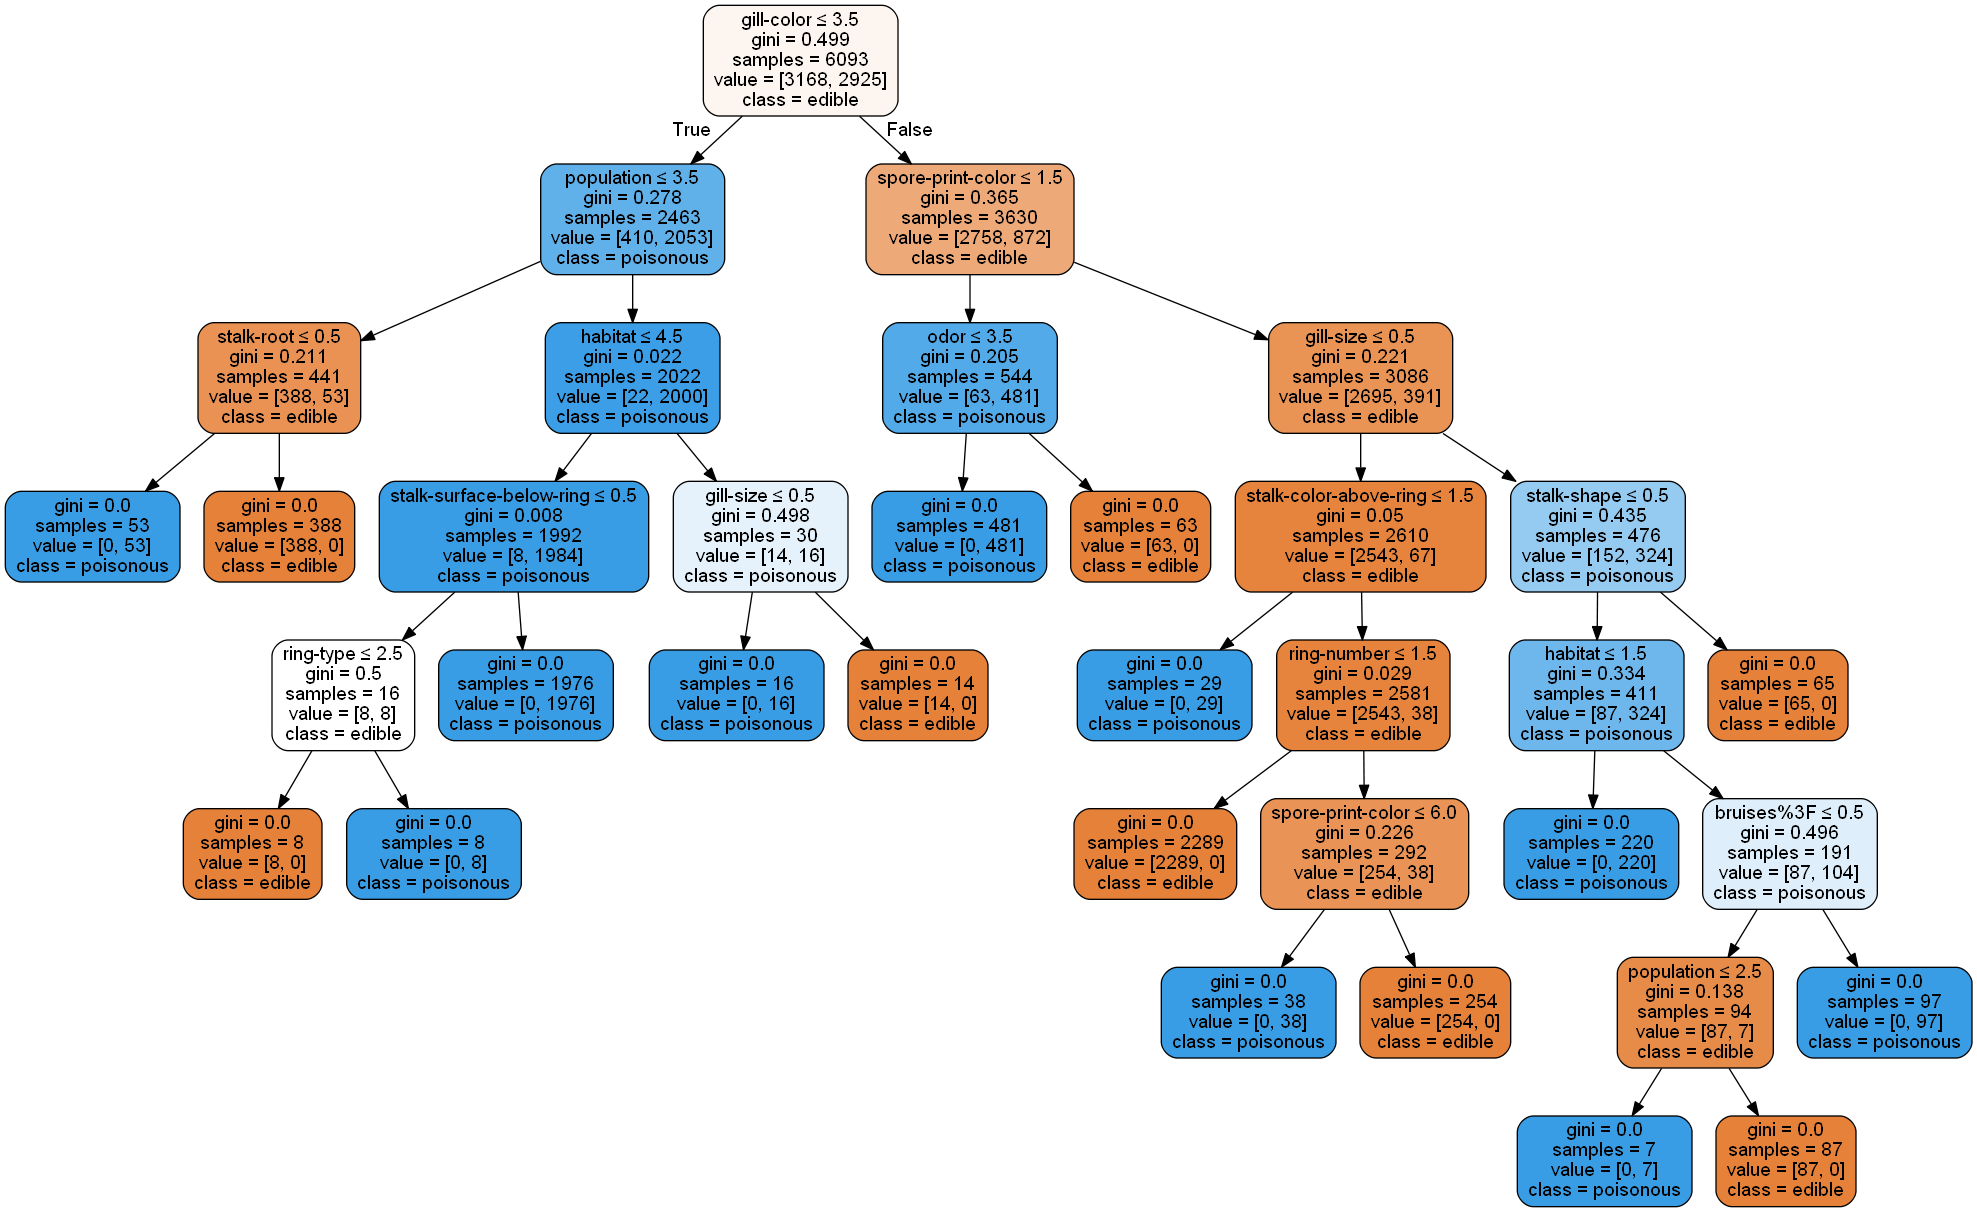 gill-color ≤ 3.5
gini = 0.499
samples = 6093
value = [3168, 2925]
class = edible
True
False
population ≤ 3.5
gini = 0.278
samples = 2463
value = [410, 2053]
class = poisonous
spore-print-color ≤ 1.5
gini = 0.365
samples = 3630
value = [2758, 872]
class = edible
stalk-root ≤ 0.5
gini = 0.211
samples = 441
value = [388, 53]
class = edible
habitat ≤ 4.5
gini = 0.022
samples = 2022
value = [22, 2000]
class = poisonous
odor ≤ 3.5
gini = 0.205
samples = 544
value = [63, 481]
class = poisonous
gill-size ≤ 0.5
gini = 0.221
samples = 3086
value = [2695, 391]
class = edible
gini = 0.0
samples = 53
value = [0, 53]
class = poisonous
gini = 0.0
samples = 388
value = [388, 0]
class = edible
stalk-surface-below-ring ≤ 0.5
gini = 0.008
samples = 1992
value = [8, 1984]
class = poisonous
gill-size ≤ 0.5
gini = 0.498
samples = 30
value = [14, 16]
class = poisonous
gini = 0.0
samples = 481
value = [0, 481]
class = poisonous
gini = 0.0
samples = 63
value = [63, 0]
class = edible
stalk-color-above-ring ≤ 1.5
gini = 0.05
samples = 2610
value = [2543, 67]
class = edible
stalk-shape ≤ 0.5
gini = 0.435
samples = 476
value = [152, 324]
class = poisonous
ring-type ≤ 2.5
gini = 0.5
samples = 16
value = [8, 8]
class = edible
gini = 0.0
samples = 1976
value = [0, 1976]
class = poisonous
gini = 0.0
samples = 16
value = [0, 16]
class = poisonous
gini = 0.0
samples = 14
value = [14, 0]
class = edible
gini = 0.0
samples = 29
value = [0, 29]
class = poisonous
ring-number ≤ 1.5
gini = 0.029
samples = 2581
value = [2543, 38]
class = edible
habitat ≤ 1.5
gini = 0.334
samples = 411
value = [87, 324]
class = poisonous
gini = 0.0
samples = 65
value = [65, 0]
class = edible
gini = 0.0
samples = 8
value = [8, 0]
class = edible
gini = 0.0
samples = 8
value = [0, 8]
class = poisonous
gini = 0.0
samples = 2289
value = [2289, 0]
class = edible
spore-print-color ≤ 6.0
gini = 0.226
samples = 292
value = [254, 38]
class = edible
gini = 0.0
samples = 220
value = [0, 220]
class = poisonous
bruises%3F ≤ 0.5
gini = 0.496
samples = 191
value = [87, 104]
class = poisonous
gini = 0.0
samples = 38
value = [0, 38]
class = poisonous
gini = 0.0
samples = 254
value = [254, 0]
class = edible
population ≤ 2.5
gini = 0.138
samples = 94
value = [87, 7]
class = edible
gini = 0.0
samples = 97
value = [0, 97]
class = poisonous
gini = 0.0
samples = 7
value = [0, 7]
class = poisonous
gini = 0.0
samples = 87
value = [87, 0]
class = edible